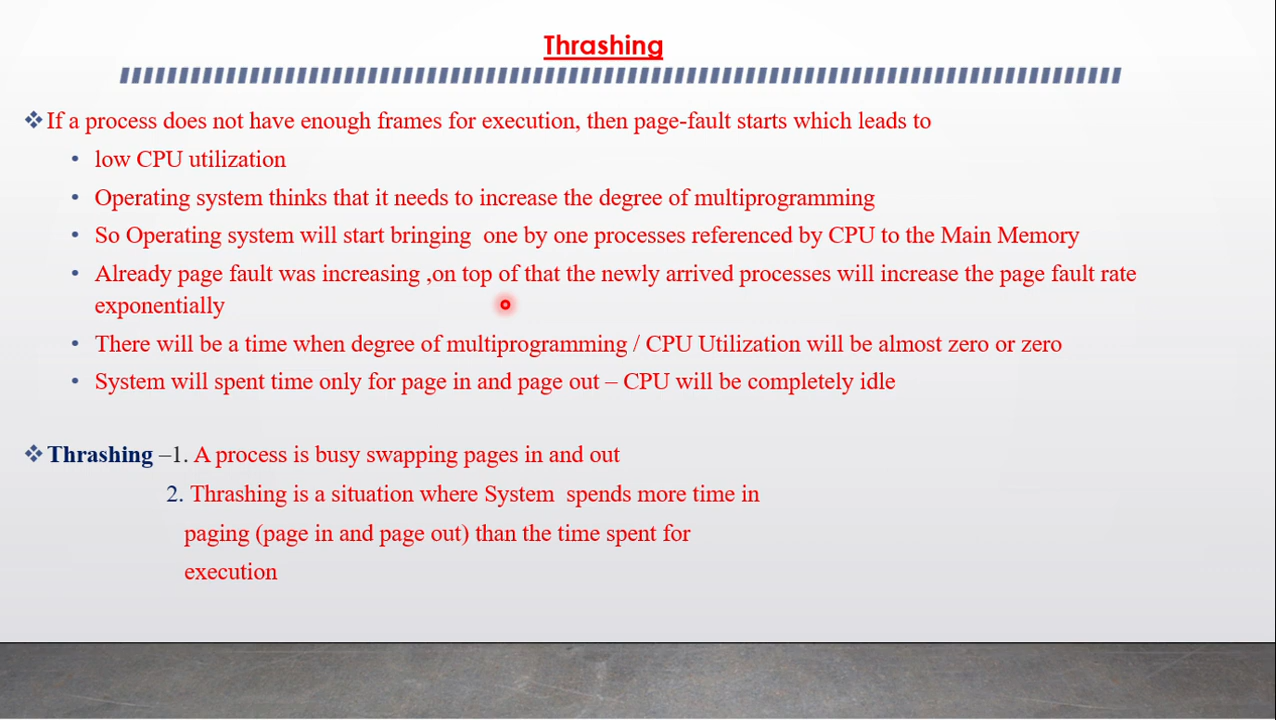 Thrashing
❖If a process does not have enough frames for execution, then page-fault starts which leads to
• low CPU utilization
• Operating system thinks that it needs to increase the degree of multiprogramming
• So Operating system will start bringing  one by one processes referenced by CPU to the Main Memory
• Already page fault was increasing ,on top of that the newly arrived processes will increase the page fault rate
exponentially
• There will be a time when degree of multiprogramming / CPU Utilization will be almost zero or zero
• System will spent time only for page in and page out – CPU will be completely idle
❖Thrashing –1. A process is busy swapping pages in and out
2. Thrashing is a situation where System  spends more time in
paging (page in and page out) than the time spent for
execution